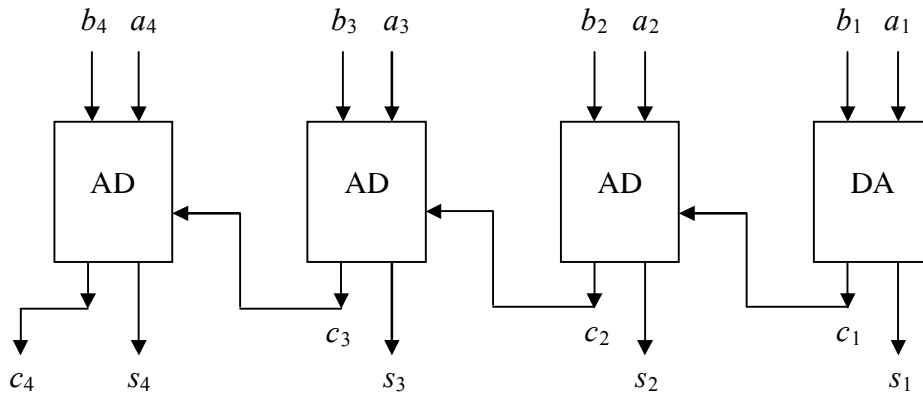 b4 a4 b3 a3 b2 a2 b1 a1
AD AD AD DA
c3 c2 c1
c4 s4 s3 s2 s1